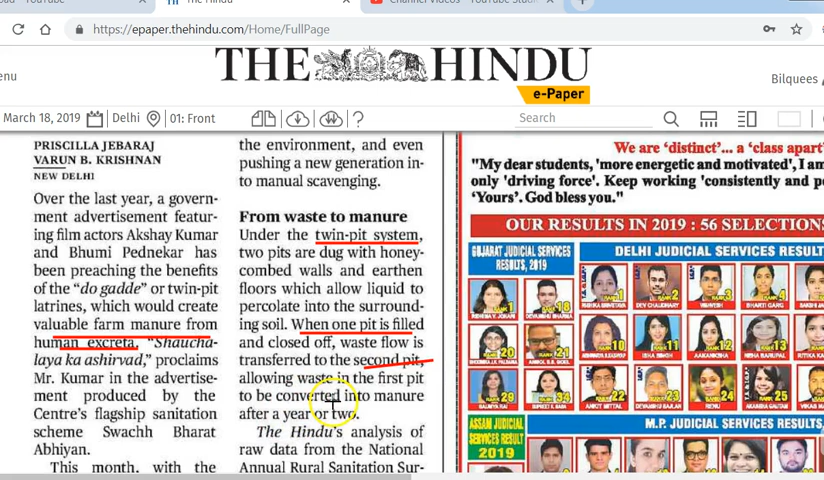 The Hindu
Channel Videos - YouTube Studi
https://epaper.thehindu.com/Home/FullPage
THE HINDU
e-Paper
enu
Bilquees
March 18, 2019
Delhi
01: Front
Search
PRISCILLA JEBARAJ
VARUN B. KRISHNAN
NEW DELHI
Over the last year, a govern-
ment advertisement featur-
ing film actors Akshay Kumar
and Bhumi Pednekar has
been preaching the benefits
of the “do gadde” or twin-pit
latrines, which would create
valuable farm manure from
human excreta. “Shaucha-
laya ka ashirvad,” proclaims
Mr. Kumar in the advertise-
ment produced by the
Centre’s flagship sanitation
scheme Swachh Bharat
Abhiyan.
This month, with the
the environment, and even
pushing a new generation in-
to manual scavenging.
From waste to manure
Under the twin-pit system,
two pits are dug with honey-
combed walls and earthen
floors which allow liquid to
percolate into the surround-
ing soil. When one pit is filled
and closed off, waste flow is
transferred to the second pit,
allowing waste in the first pit
to be converted into manure
after a year or two.
The Hindu’s analysis of
raw data from the National
Annual Rural Sanitation Sur-
We are 'distinct'... a 'class apart'
"My dear students, 'more energetic and motivated', I am
only 'driving force'. Keep working 'consistently and p
'Yours'. God bless you."
OUR RESULTS IN 2019 : 56 SELECTIONS
GUJARAT JUDICIAL SERVICES
RESULTS, 2019
DELHI JUDICIAL SERVICES RESULT
ASSAM JUDICIAL
SERVICES RESULT
2019
M.P. JUDICIAL SERVICES RESULTS,